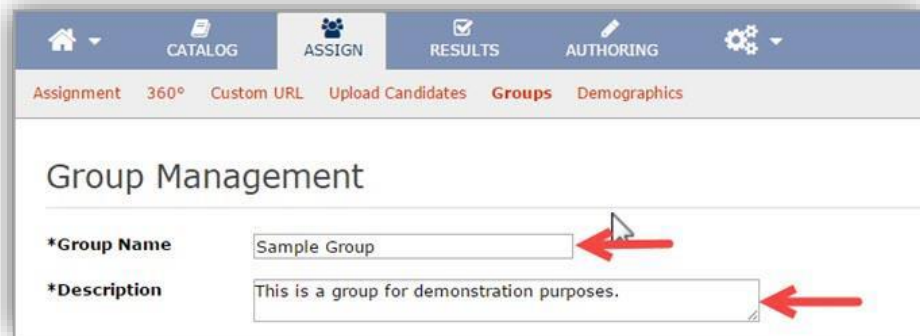 CATALOG ASSIGN RESULTS AUTHORING
Assignment 360° Custom URL Upload Candidates Groups Demographics
Group Management
*Group Name Sample Group
*Description This is a group for demonstration purposes.